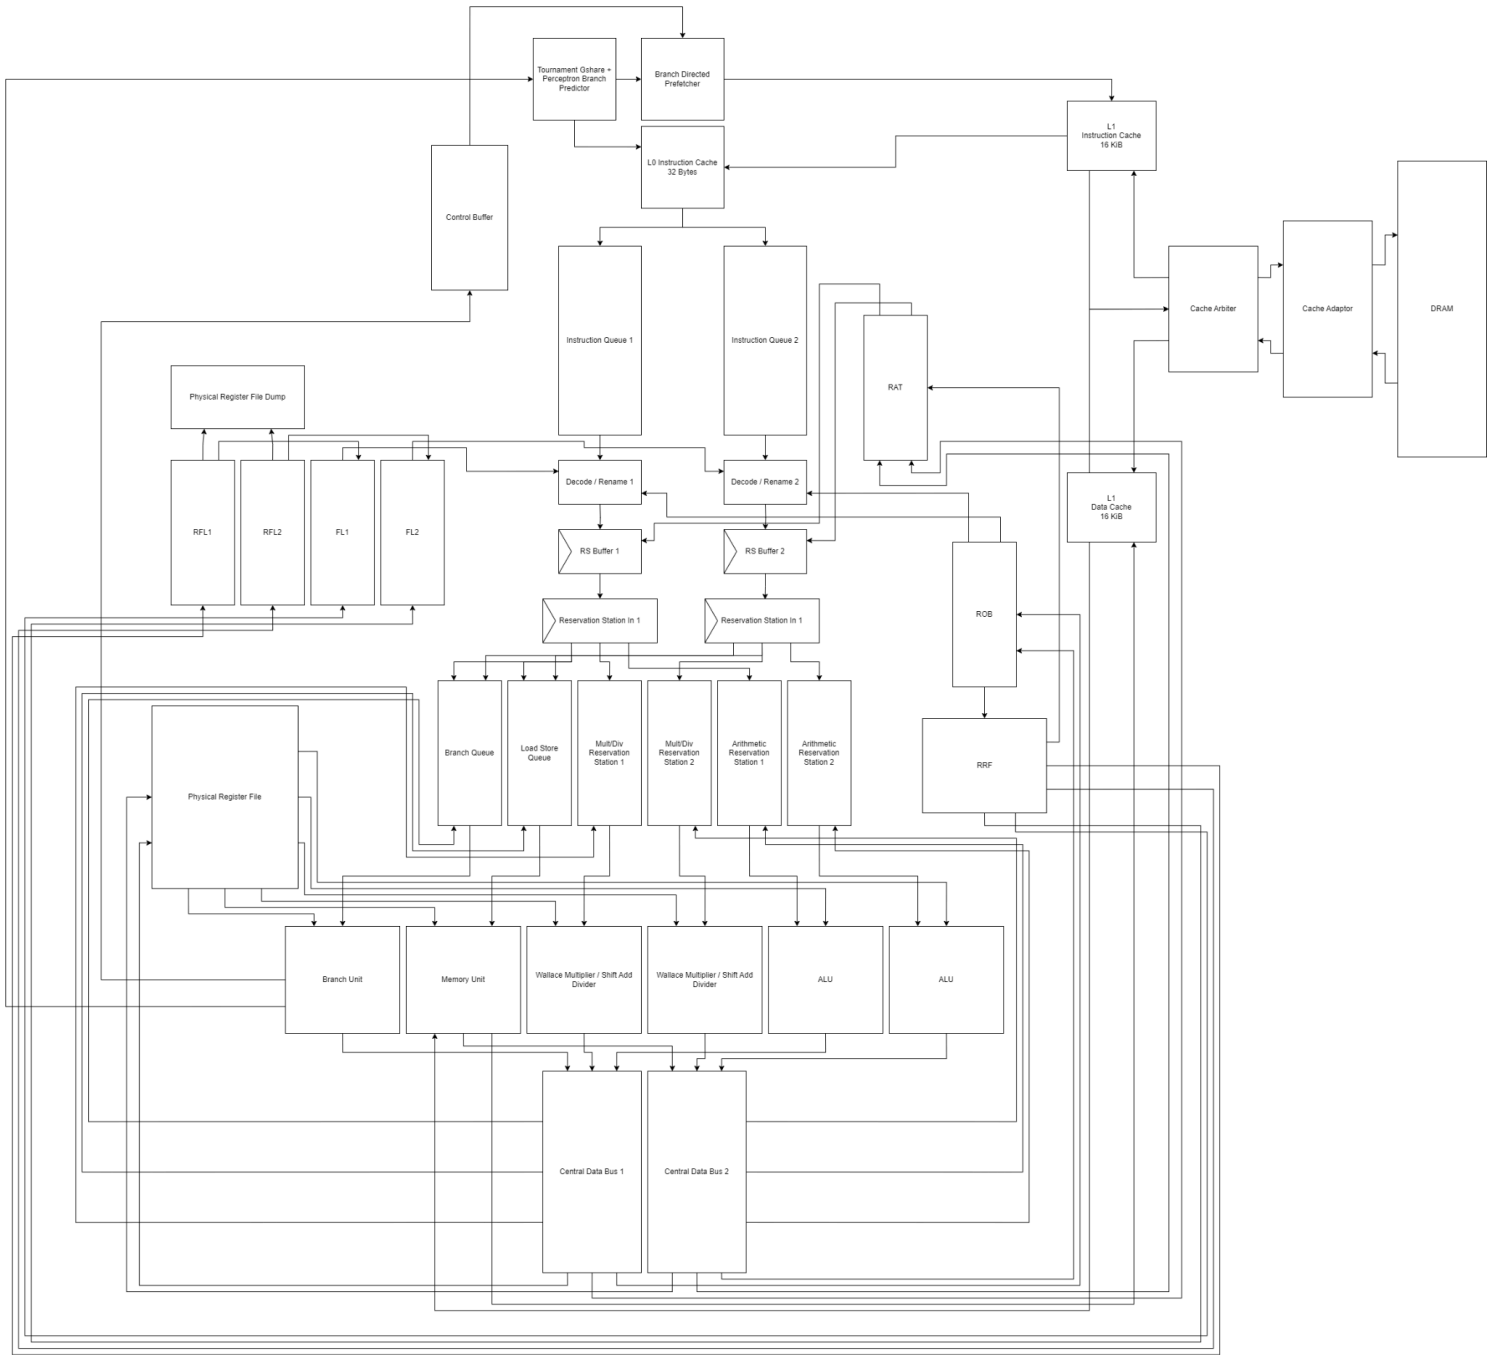 Tournament Gshare +
Perceptron Branch
Predictor
Branch Directed
Prefetcher
L1
Instruction Cache
16 KiB
L0 Instruction Cache
32 Bytes
Control Buffer
Cache Arbiter
Cache Adaptor
DRAM
Instruction Queue 1
Instruction Queue 2
RAT
Physical Register File Dump
RFL1
RFL2
FL1
FL2
Decode / Rename 1
Decode / Rename 2
L1
Data Cache
16 KiB
RS Buffer 1
RS Buffer 2
ROB
Reservation Station In 1
Reservation Station In 1
Branch Queue
Load Store
Queue
Mult/Div
Reservation
Station 1
Mult/Div
Reservation
Station 2
Arithmetic
Reservation
Station 1
Arithmetic
Reservation
Station 2
RRF
Physical Register File
Branch Unit
Memory Unit
Wallace Multiplier / Shift Add
Divider
Wallace Multiplier / Shift Add
Divider
ALU
ALU
Central Data Bus 1
Central Data Bus 2